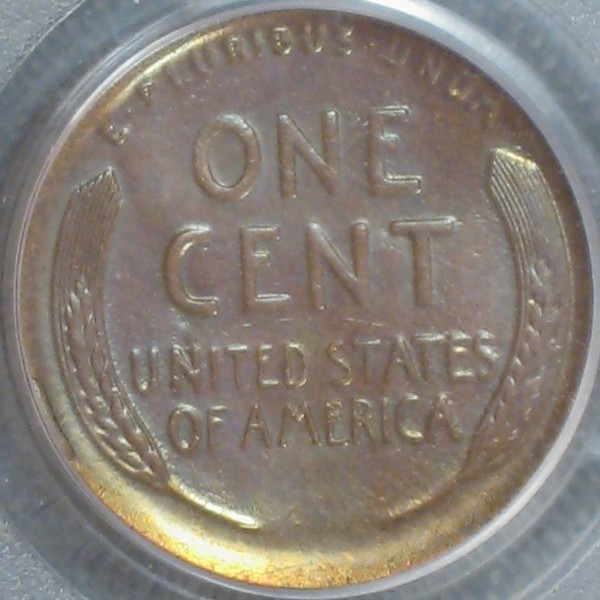 E·PLURIBUS·UNUM
ONE
CENT
UNITED STATES
OF AMERICA